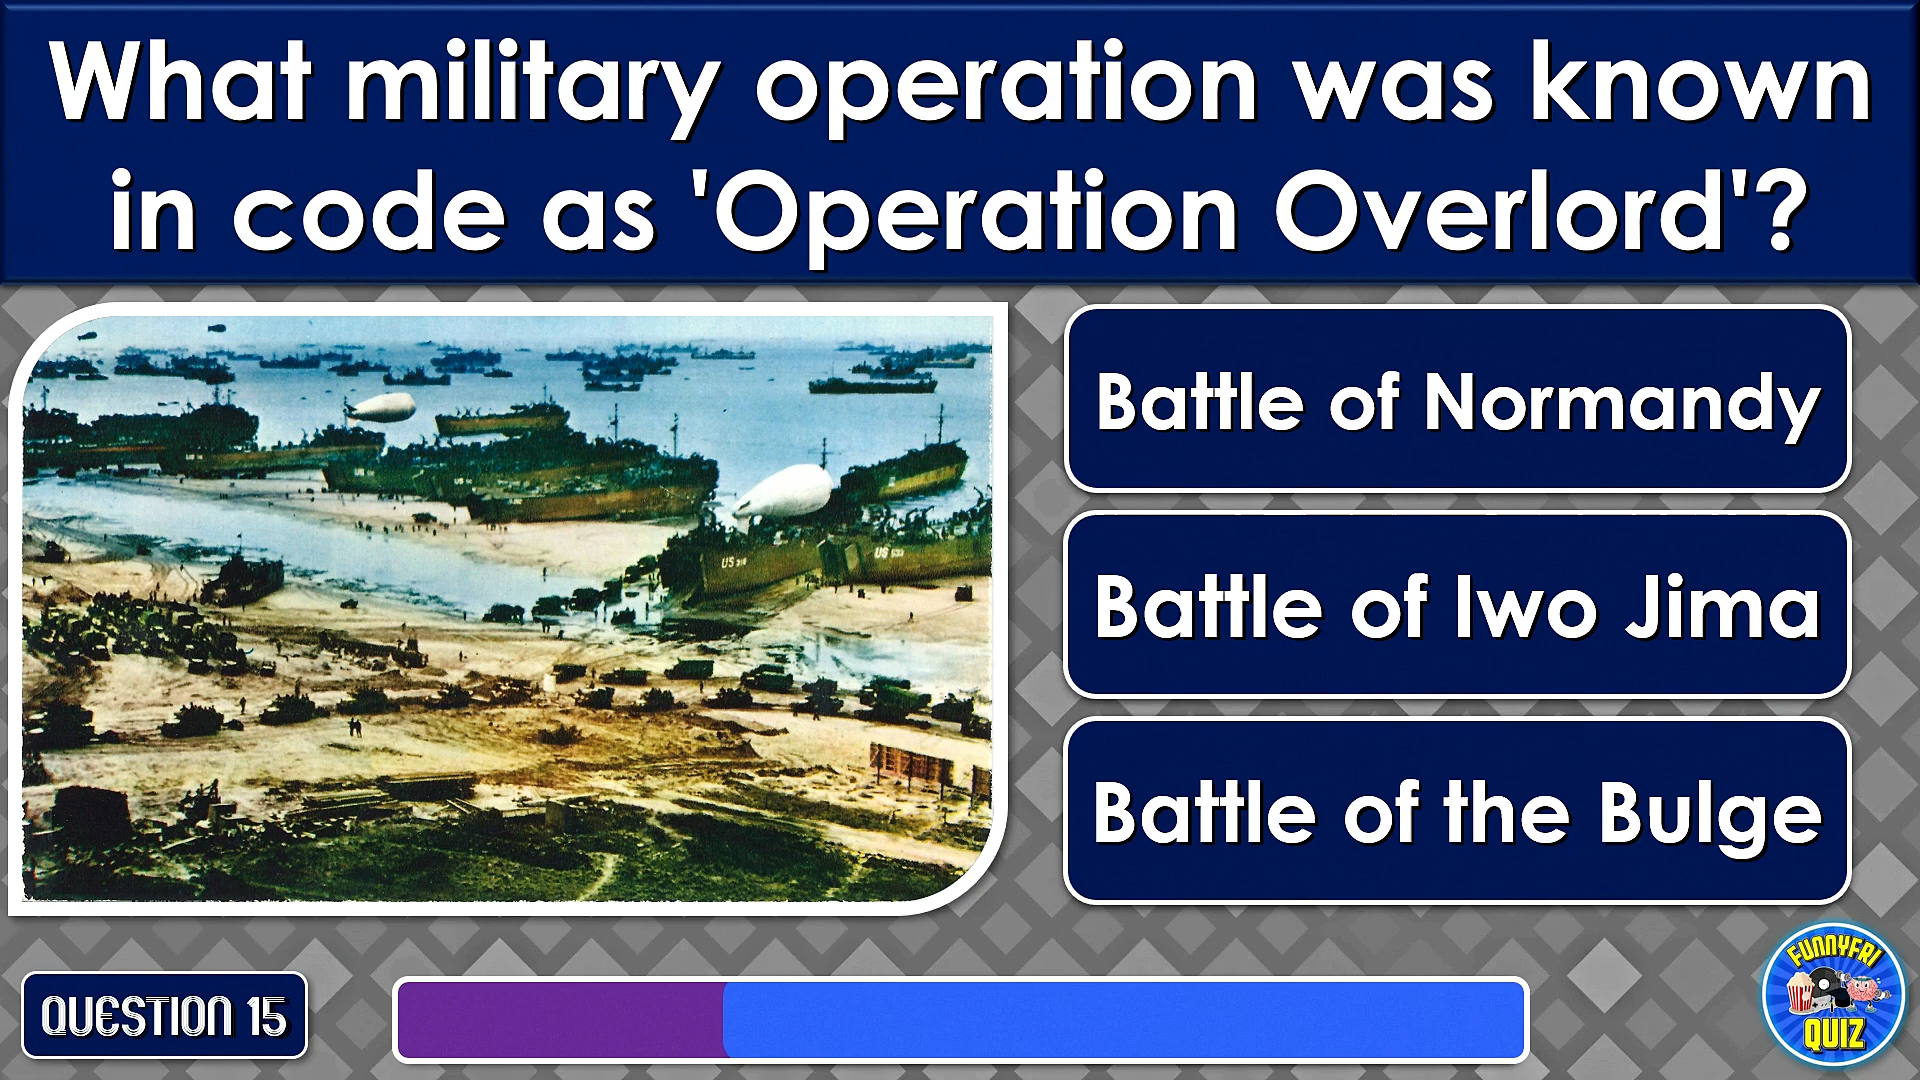 What military operation was known
in code as 'Operation Overlord'?
Battle of Normandy
Battle of Iwo Jima
Battle of the Bulge
QUESTION 15
FUNNYFRI
QUIZ